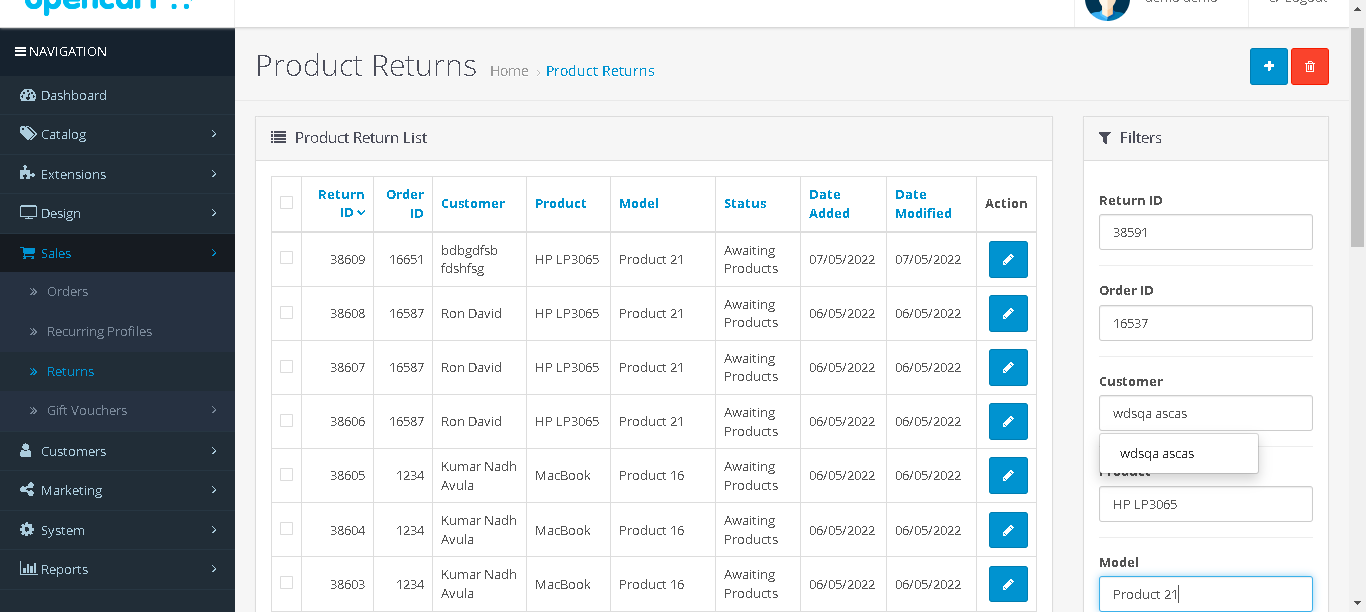 opencart
demo demo
Logout
NAVIGATION
Dashboard
Catalog
Extensions
Design
Sales
Orders
Recurring Profiles
Returns
Gift Vouchers
Customers
Marketing
System
Reports
Product Returns Home › Product Returns
Product Return List
Return ID Order ID Customer Product Model Status Date Added Date Modified Action
38609 16651 bdbgdfsb fdshfsg HP LP3065 Product 21 Awaiting Products 07/05/2022 07/05/2022
38608 16587 Ron David HP LP3065 Product 21 Awaiting Products 06/05/2022 06/05/2022
38607 16587 Ron David HP LP3065 Product 21 Awaiting Products 06/05/2022 06/05/2022
38606 16587 Ron David HP LP3065 Product 21 Awaiting Products 06/05/2022 06/05/2022
38605 1234 Kumar Nadh Avula MacBook Product 16 Awaiting Products 06/05/2022 06/05/2022
38604 1234 Kumar Nadh Avula MacBook Product 16 Awaiting Products 06/05/2022 06/05/2022
38603 1234 Kumar Nadh Avula MacBook Product 16 Awaiting Products 06/05/2022 06/05/2022
Filters
Return ID
38591
Order ID
16537
Customer
wdsqa ascas
wdsqa ascas
Product
HP LP3065
Model
Product 21